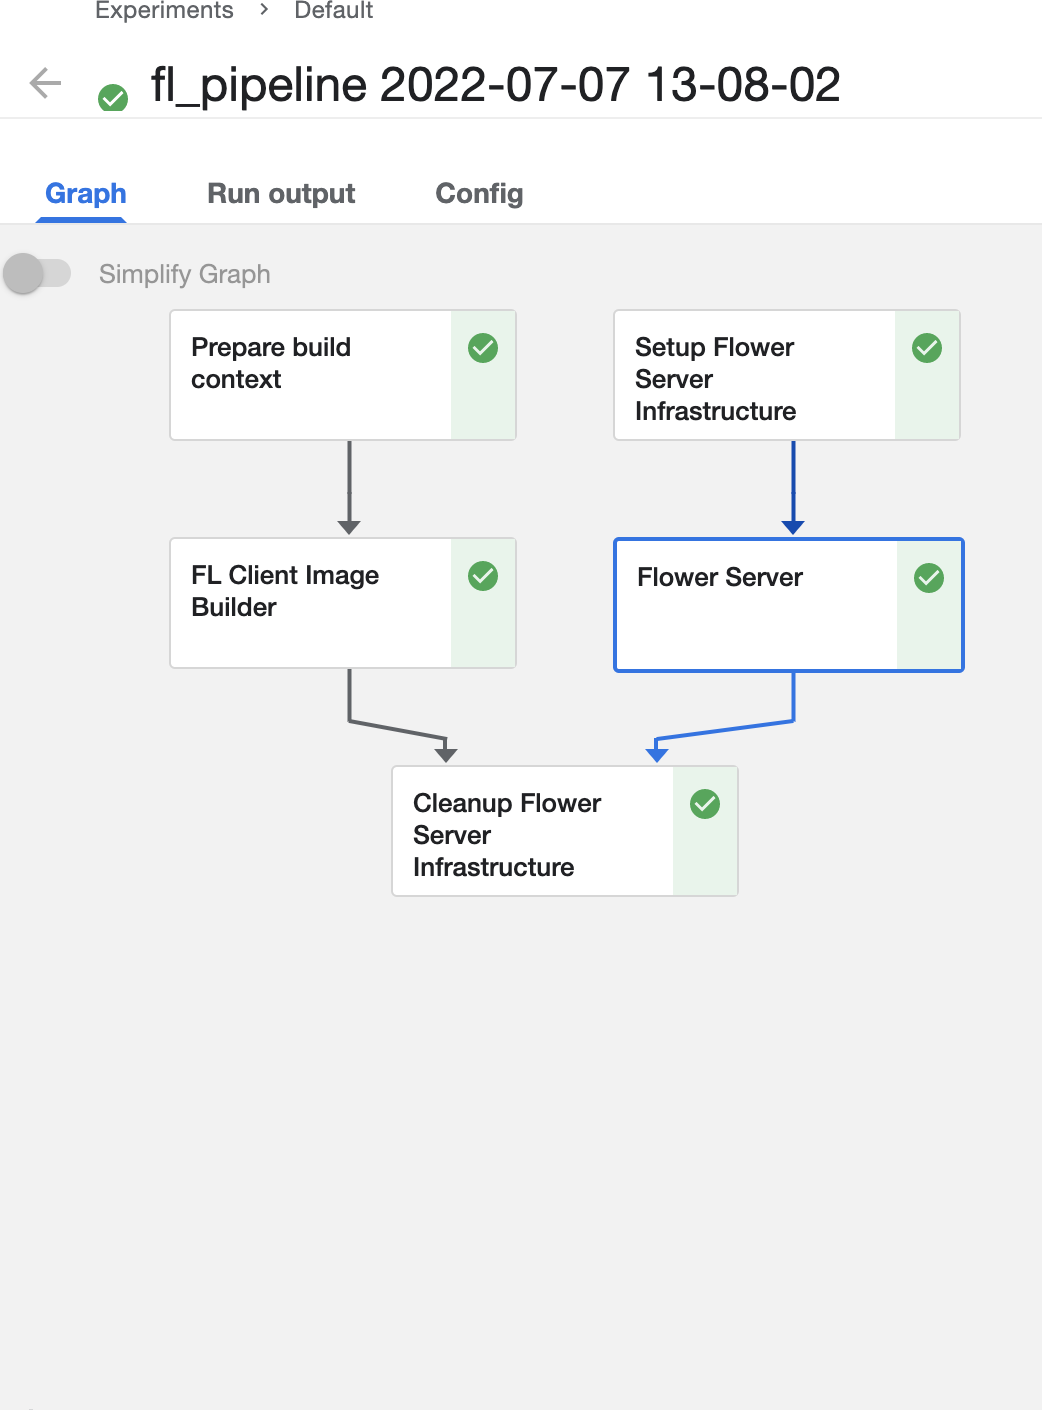 Experiments > Default
fl_pipeline 2022-07-07 13-08-02
Graph Run output Config
Simplify Graph
Prepare build
context
Setup Flower
Server
Infrastructure
FL Client Image
Builder
Flower Server
Cleanup Flower
Server
Infrastructure